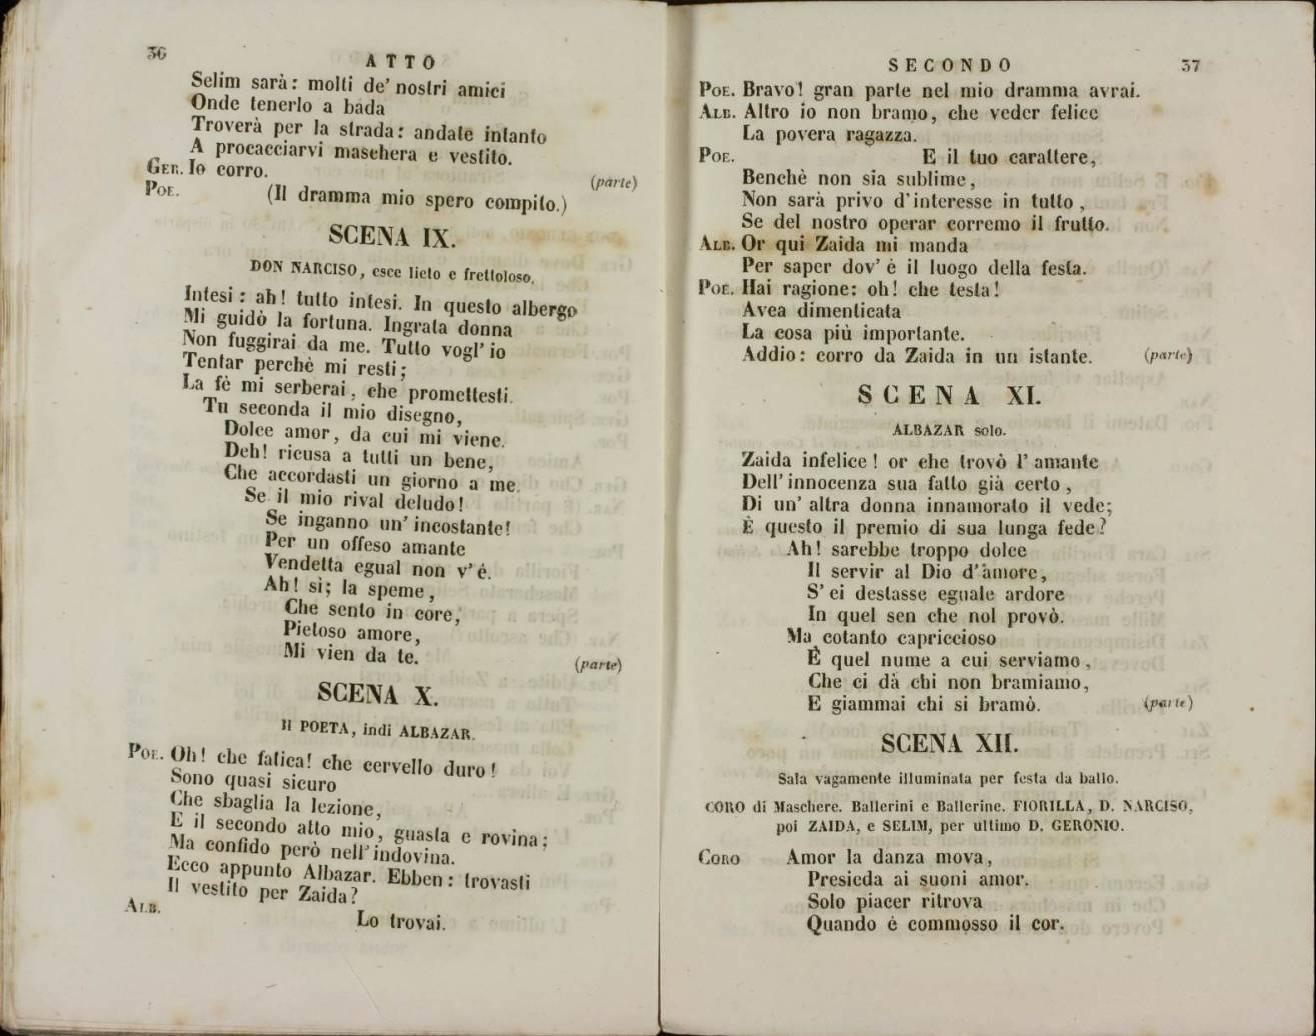 36
ATTO
Selim sarà: molti de' nostri amici
Onde tenerlo a bada
Troverà per la strada: andate intanto
A procacciarvi maschera e vestito.
GER. Io corro.
(parte)
POE. (Il dramma mio spero compito.)
SCENA IX.
DON NARCISO, esce lieto e frettoloso.
Intesi: ah! tutto intesi. In questo albergo
Mi guidò la fortuna. Ingrata donna
Non fuggirai da me. Tutto vogl' io
Tentar perchè mi resti;
La fè mi serberai, che promettesti.
Tu seconda il mio disegno,
Dolce amor, da cui mi viene.
Deh! ricusa a tutti un bene,
Che accordasti un giorno a me.
Se il mio rival deludo!
Se inganno un' incostante!
Per un offeso amante
Vendetta egual non v' é.
Ah! sì; la speme,
Che sento in core,
Pietoso amore,
Mi vien da te.
(parte)
SCENA X.
Il POETA, indi ALBAZAR.
POE. Oh! che fatica! che cervello duro!
Sono quasi sicuro
Che sbaglia la lezione,
E il secondo atto mio, guasta e rovina;
Ma confido però nell' indovina.
Ecco appunto Albazar. Ebben: trovasti
Il vestito per Zaida?
ALB. Lo trovai.
SECONDO
37
POE. Bravo! gran parte nel mio dramma avrai.
ALB. Altro io non bramo, che veder felice
La povera ragazza.
POE. E il tuo carattere,
Benchè non sia sublime,
Non sarà privo d'interesse in tutto,
Se del nostro operar corremo il frutto.
ALB. Or qui Zaida mi manda
Per saper dov' è il luogo della festa.
POE. Hai ragione: oh! che testa!
Avea dimenticata
La cosa più importante.
Addio: corro da Zaida in un istante. (parte)
SCENA XI.
ALBAZAR solo.
Zaida infelice! or che trovò l' amante
Dell' innocenza sua fatto già certo,
Di un' altra donna innamorato il vede;
È questo il premio di sua lunga fede?
Ah! sarebbe troppo dolce
Il servir al Dio d'amore,
S' ei destasse eguale ardore
In quel sen che nol provò.
Ma cotanto capriccioso
È quel nume a cui serviamo,
Che ci dà chi non bramiamo,
E giammai chi si bramò. (parte)
SCENA XII.
Sala vagamente illuminata per festa da ballo.
CORO di Maschere. Ballerini e Ballerine. FIORILLA, D. NARCISO,
poi ZAIDA, e SELIM, per ultimo D. GERONIO.
CORO Amor la danza mova,
Presieda ai suoni amor.
Solo piacer ritrova
Quando é commosso il cor.